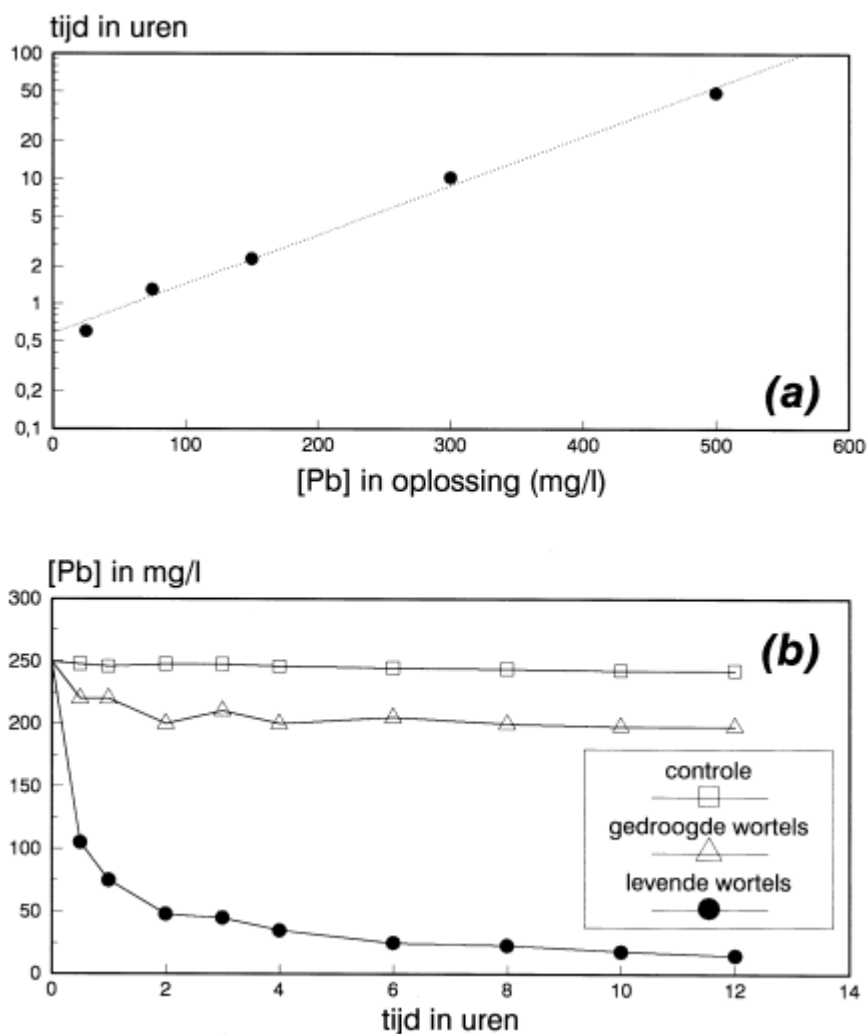 tijd in uren
100
50
20
10
5
2
1
0,5
0,2
0,1
0 100 200 300 400 500 600
(a)
[Pb] in oplossing (mg/l)
[Pb] in mg/l
300
250
200
150
100
50
0
(b)
controle
gedroogde wortels
levende wortels
0 2 4 6 8 10 12 14
tijd in uren